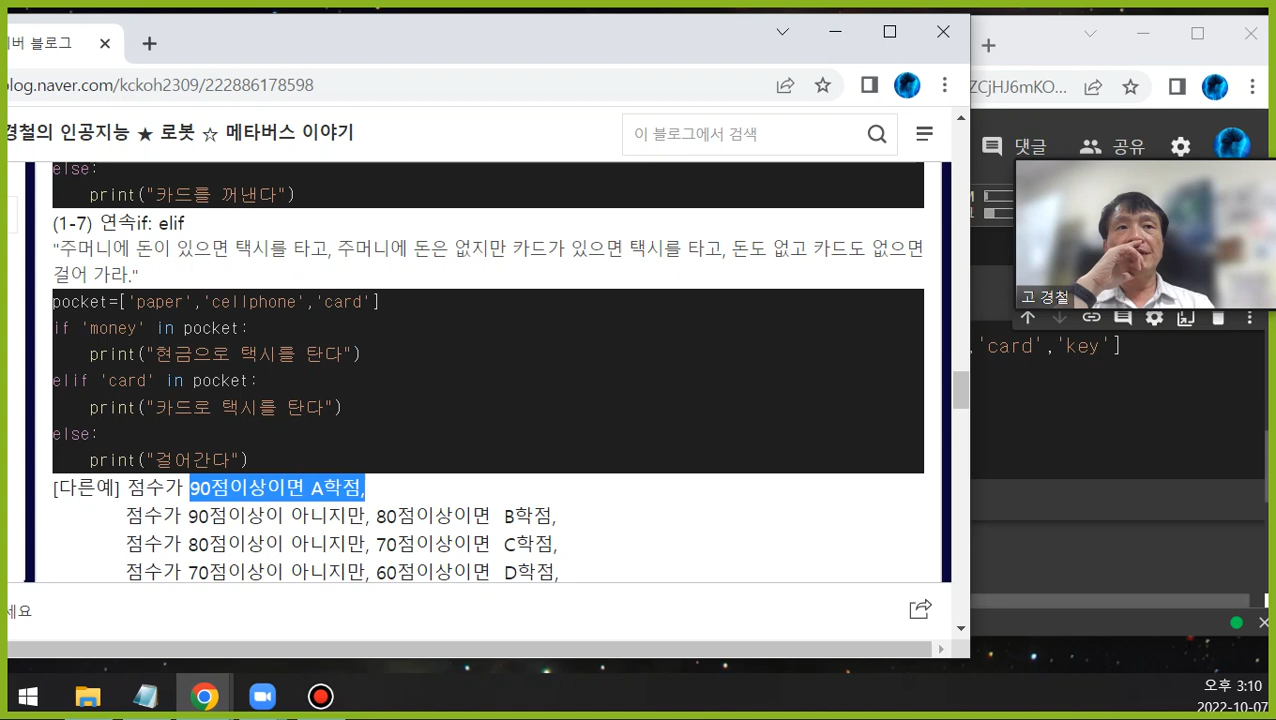 버 블로그
log.naver.com/kckoh2309/222886178598
ZCjHJ6mKO...
경철의 인공지능 ★ 로봇 ☆ 메타버스 이야기
이 블로그에서 검색
댓글
공유
else:
print("카드를 꺼낸다")
(1-7) 연속if: elif
"주머니에 돈이 있으면 택시를 타고, 주머니에 돈은 없지만 카드가 있으면 택시를 타고, 돈도 없고 카드도 없으면
걸어 가라."
pocket=['paper','cellphone','card']
if 'money' in pocket:
print("현금으로 택시를 탄다")
elif 'card' in pocket:
print("카드로 택시를 탄다")
else:
print("걸어간다")
[다른예] 점수가 90점이상이면 A학점,
점수가 90점이상이 아니지만, 80점이상이면 B학점,
점수가 80점이상이 아니지만, 70점이상이면 C학점,
점수가 70점이상이 아니지만, 60점이상이면 D학점,
세요
고 경철
,'card','key']
오후 3:10
2022-10-07